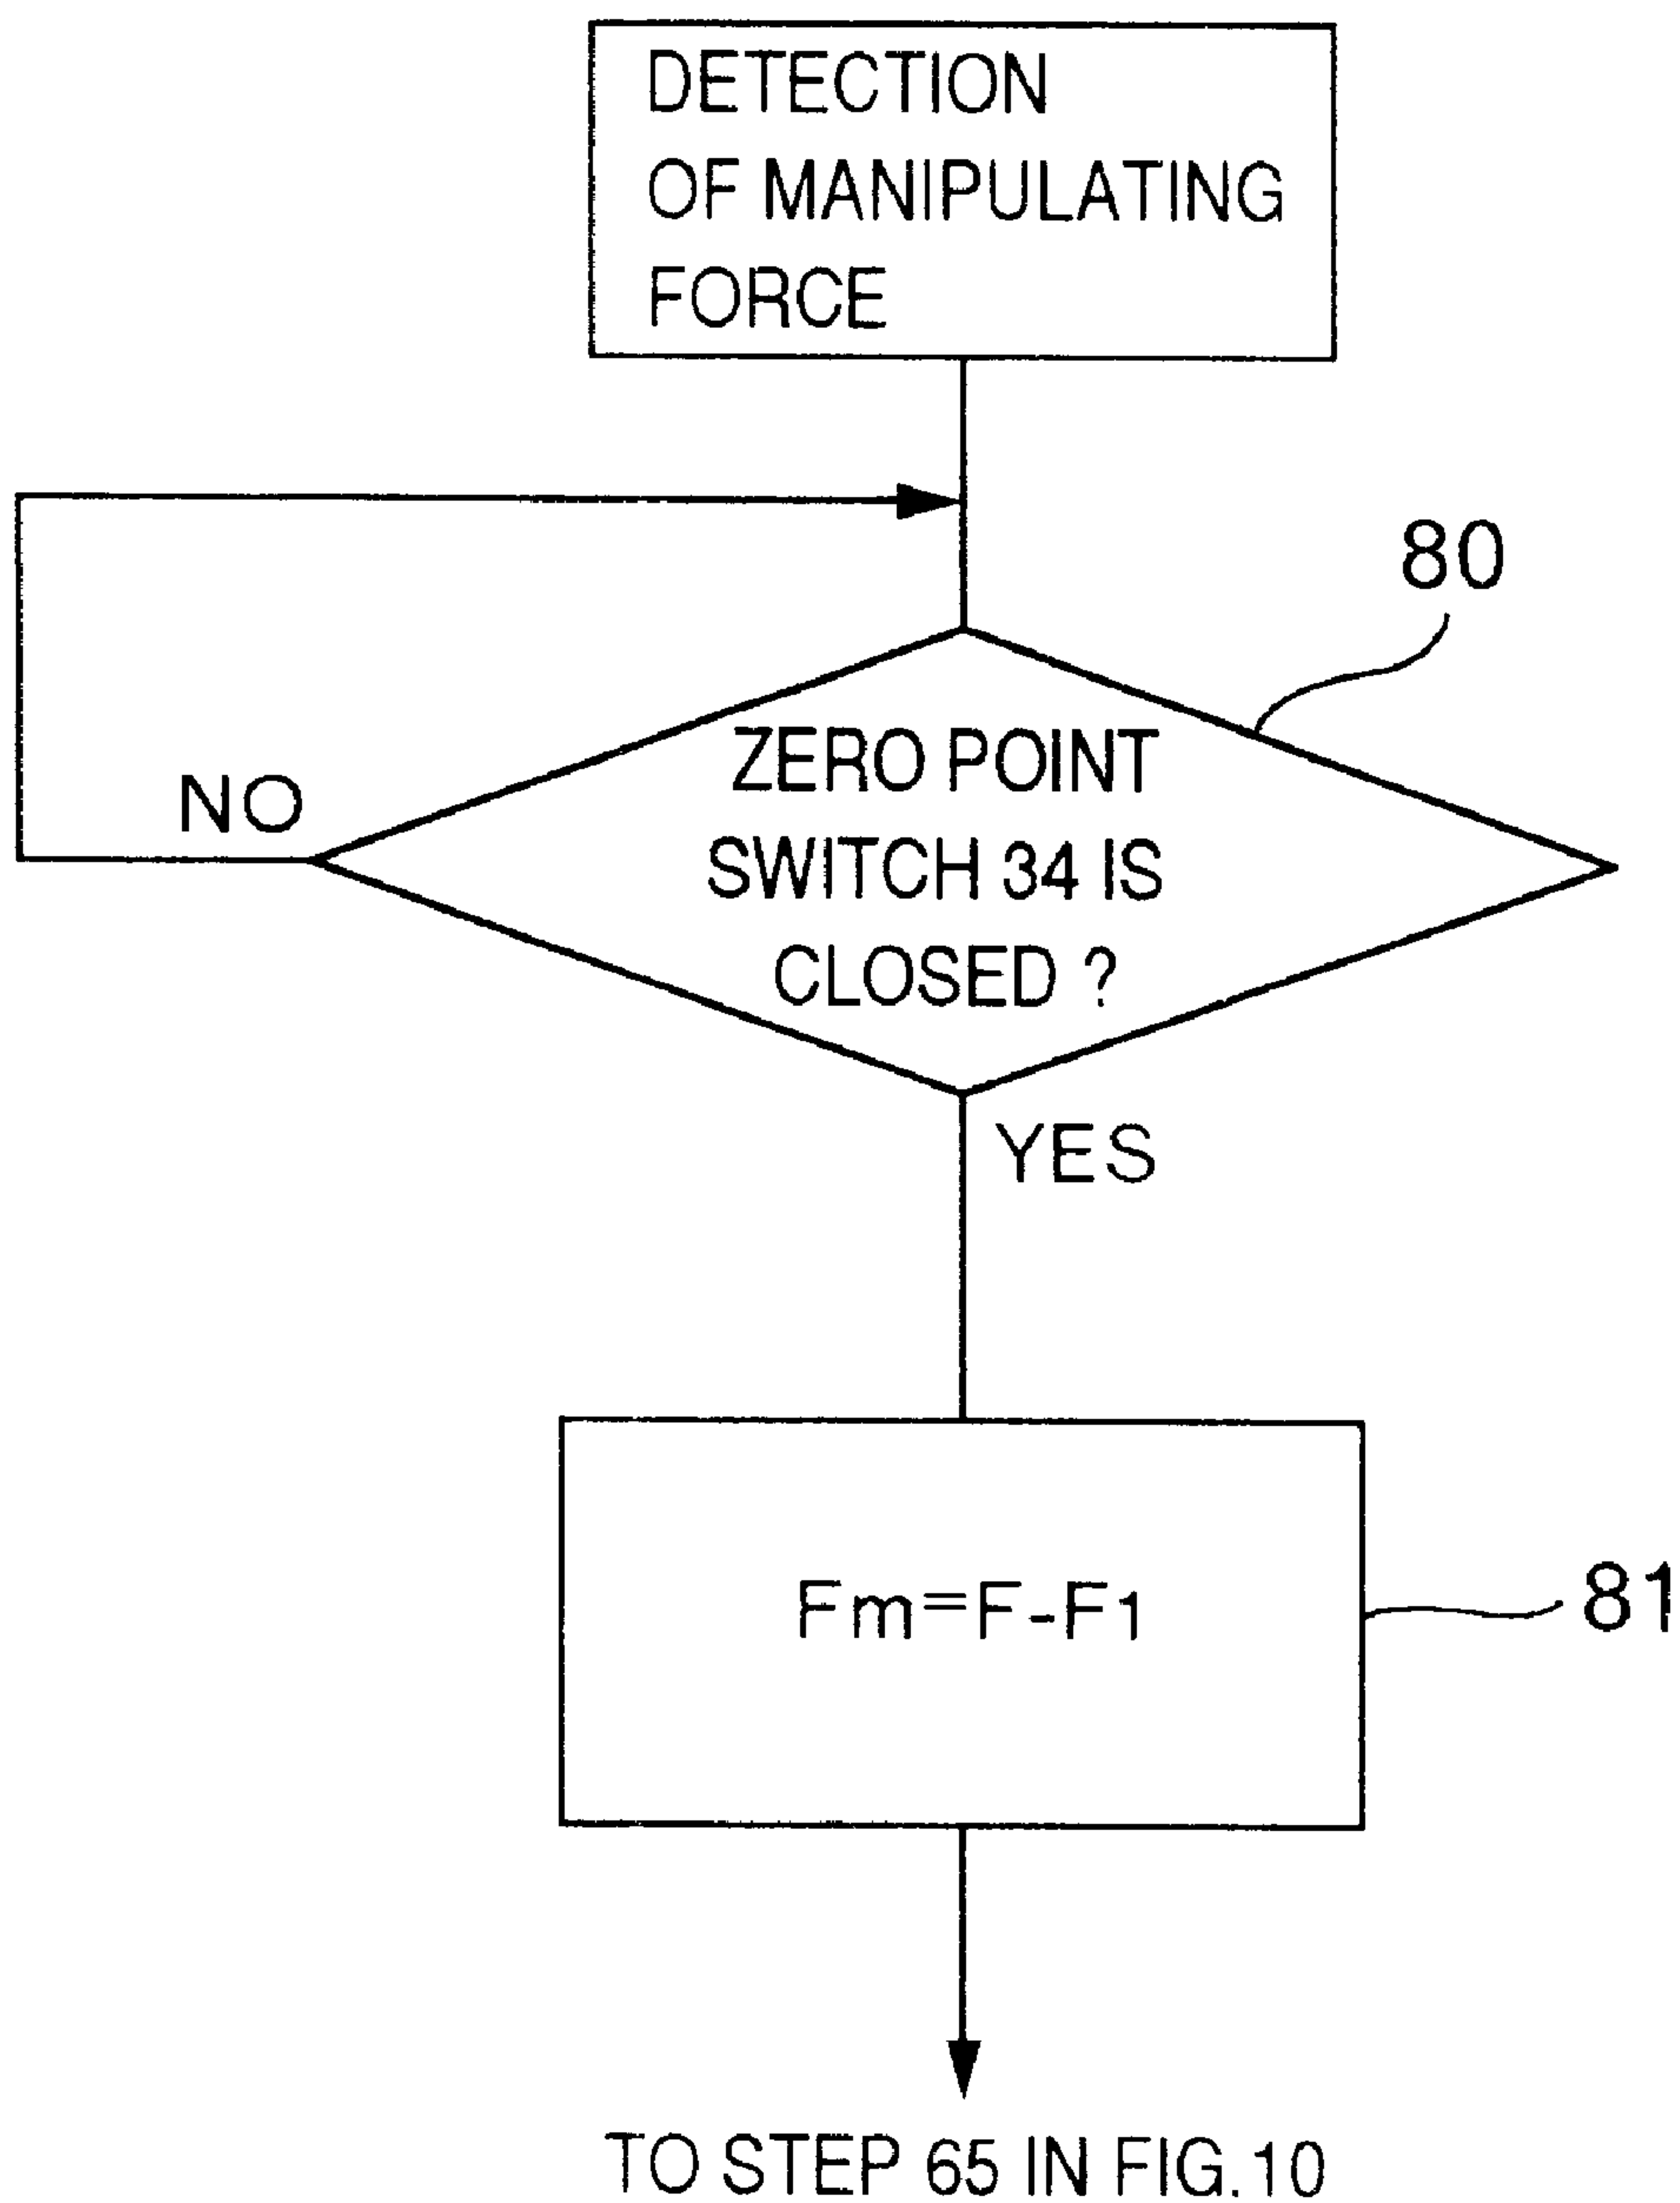 DETECTION
OF MANIPULATING
FORCE
80
NO
ZERO POINT
SWITCH 34 IS
CLOSED ?
YES
Fm=F-F1
81
TO STEP 65 IN FIG.10